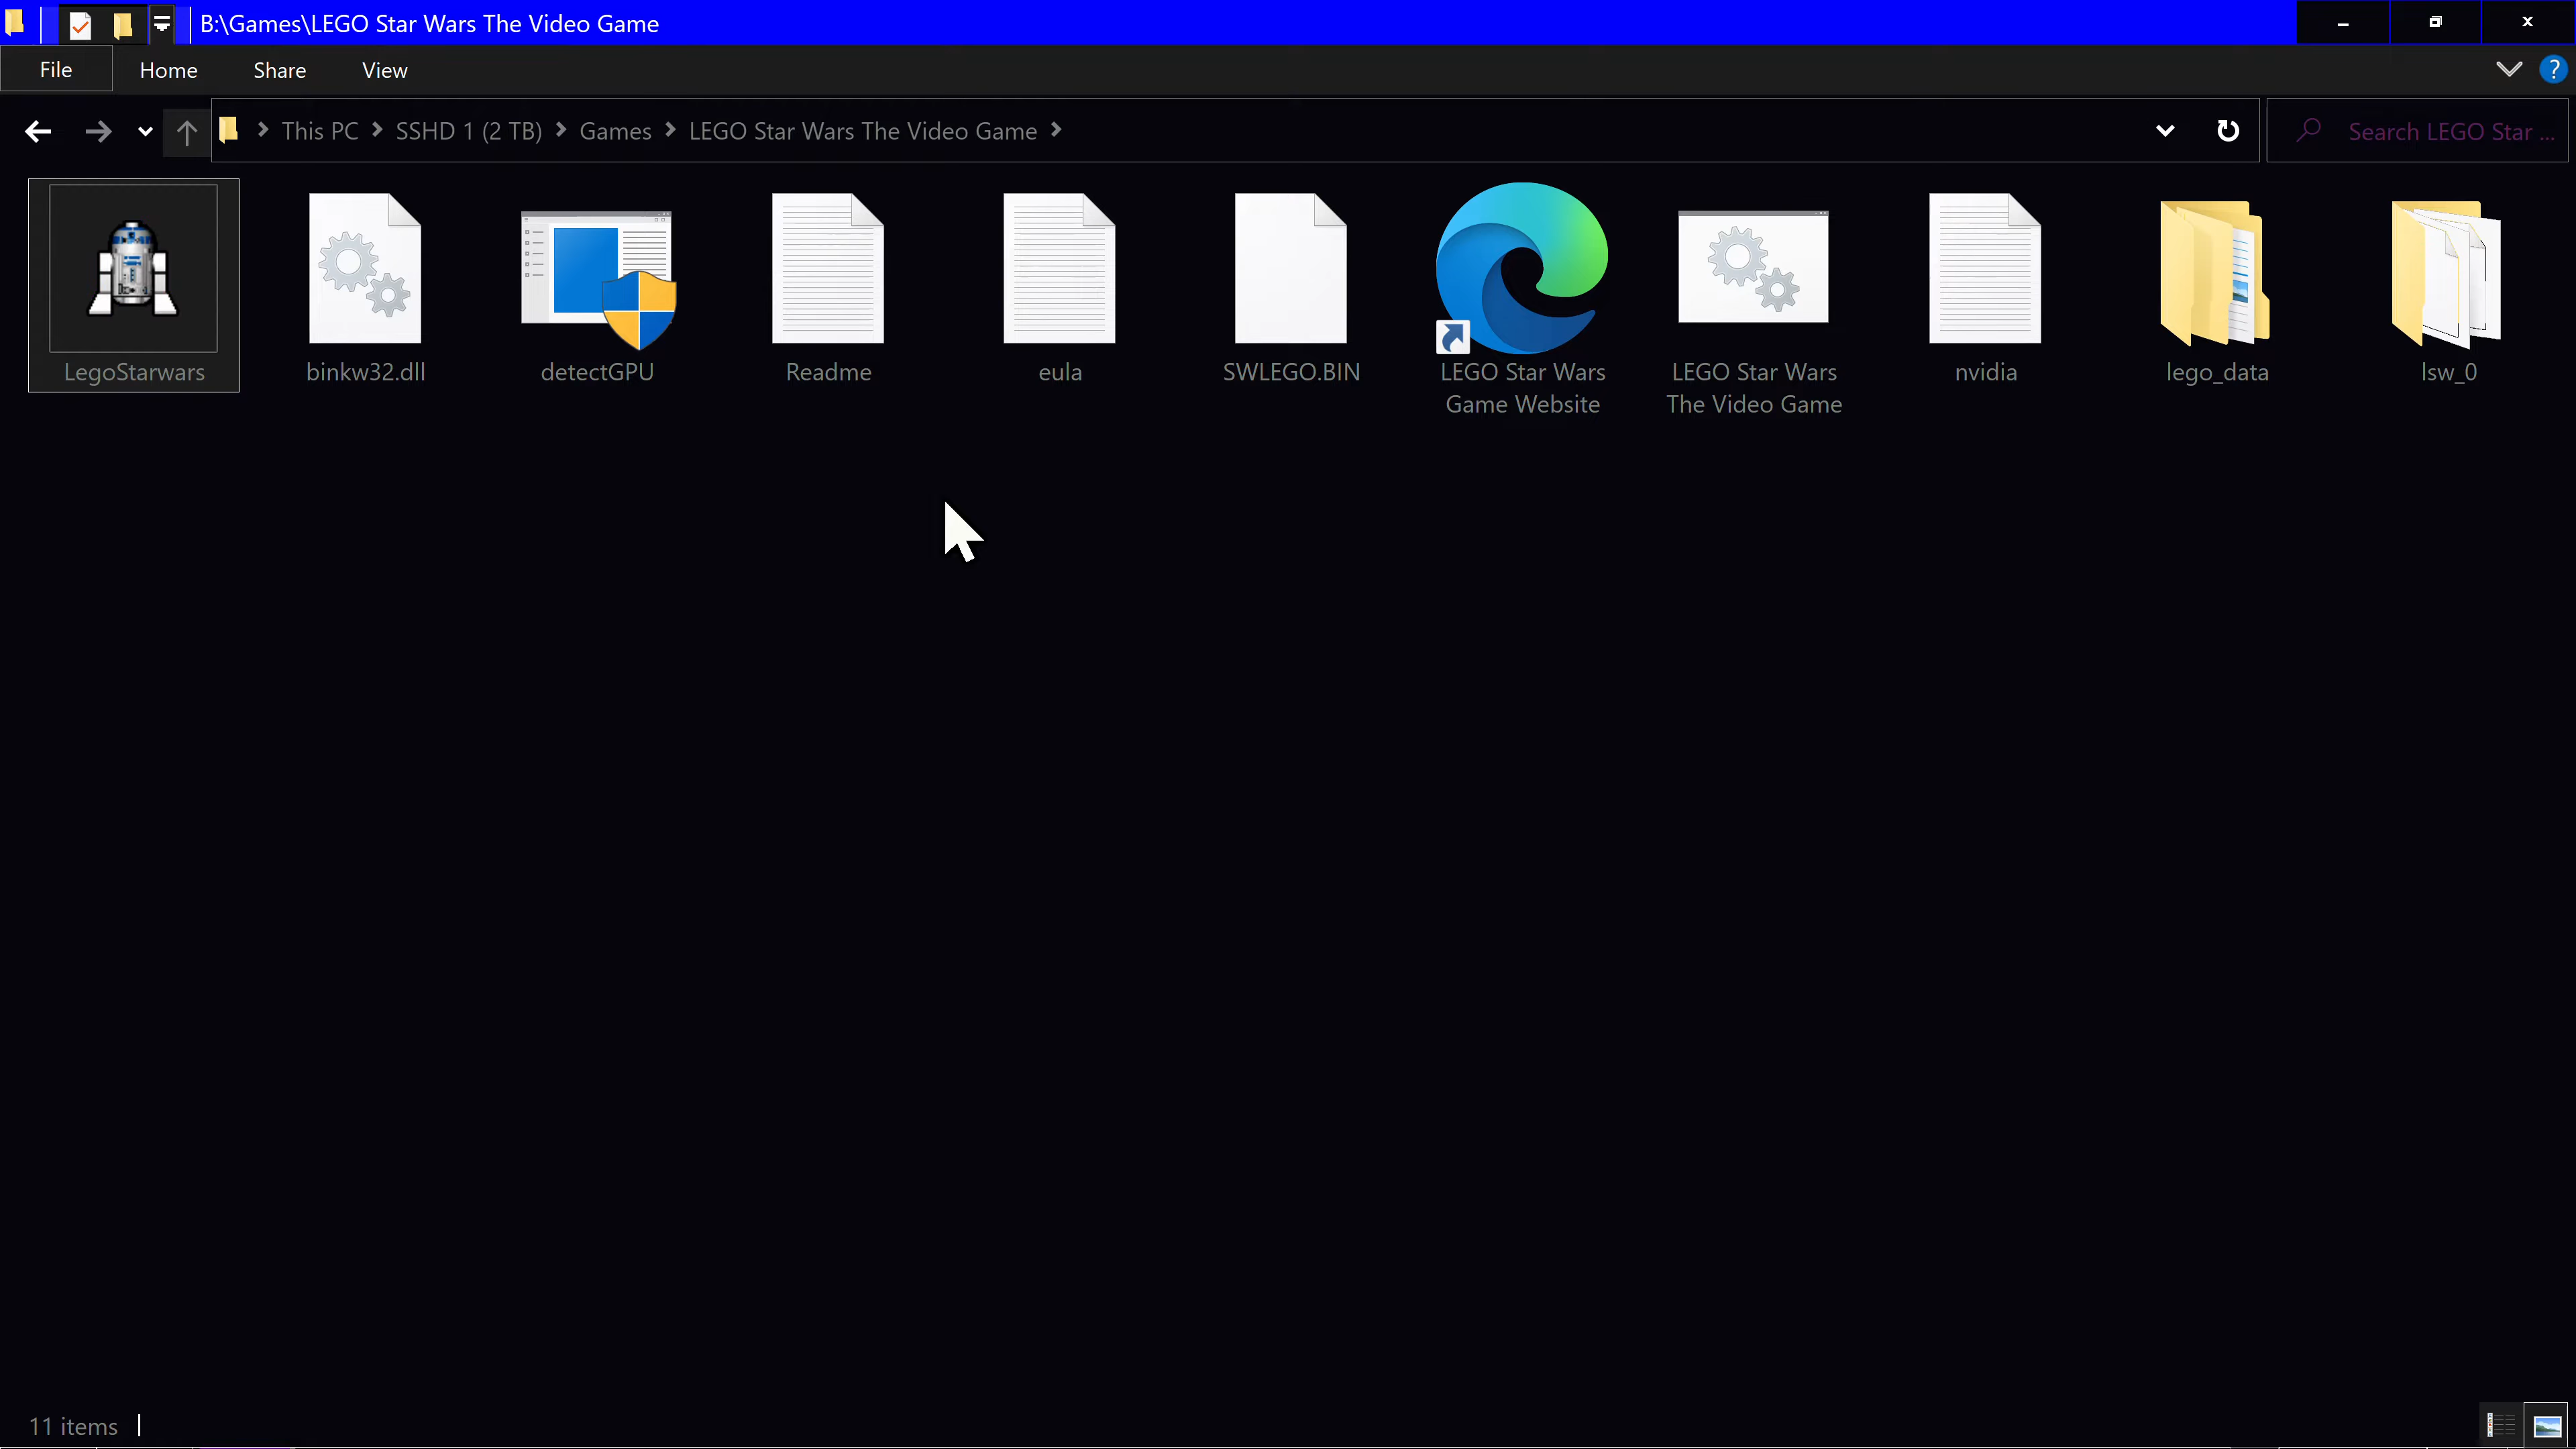 B:\Games\LEGO Star Wars The Video Game
File Home Share View
?
This PC SSHD 1 (2 TB) Games LEGO Star Wars The Video Game
Search LEGO Star ...
LegoStarwars
binkw32.dll
detectGPU
Readme
eula
SWLEGO.BIN
LEGO Star Wars
Game Website
LEGO Star Wars
The Video Game
nvidia
lego_data
lsw_0
11 items